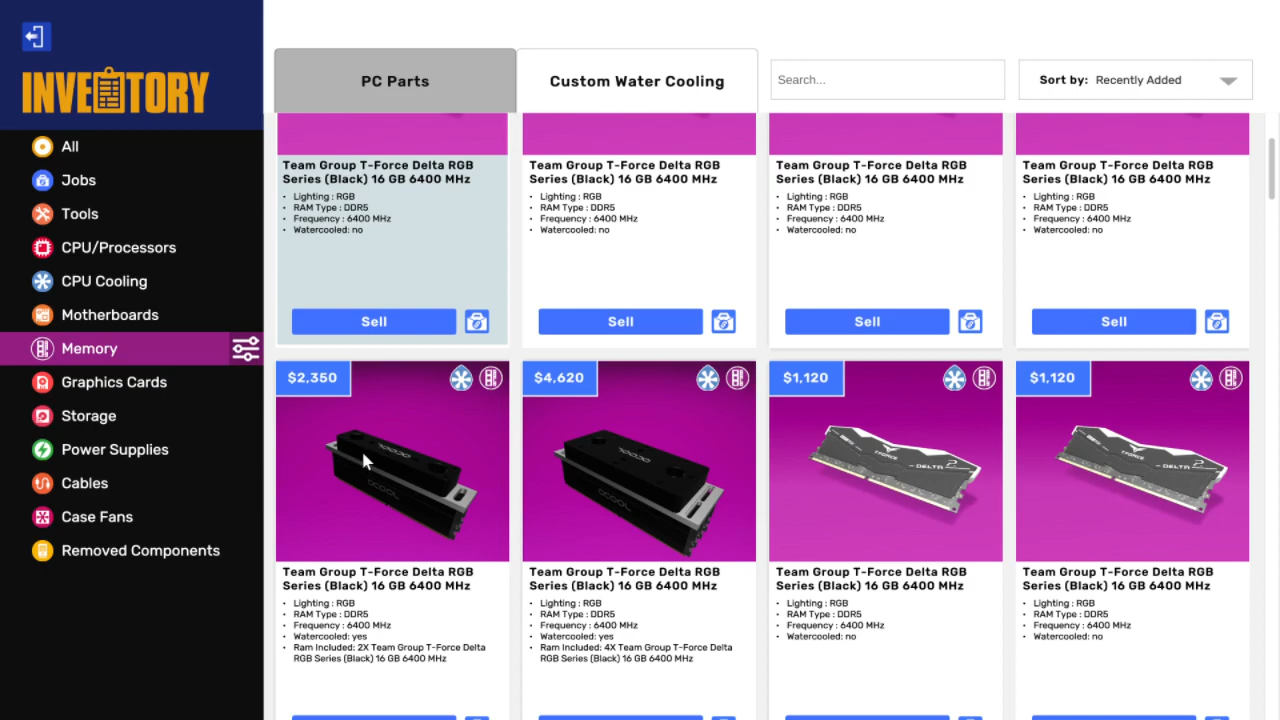 INVENTORY
All
Jobs
Tools
CPU/Processors
CPU Cooling
Motherboards
Memory
Graphics Cards
Storage
Power Supplies
Cables
Case Fans
Removed Components
PC Parts
Custom Water Cooling
Search...
Sort by: Recently Added
Team Group T-Force Delta RGB
Series (Black) 16 GB 6400 MHz
• Lighting : RGB
• RAM Type : DDR5
• Frequency : 6400 MHz
• Watercooled: no
Sell
Team Group T-Force Delta RGB
Series (Black) 16 GB 6400 MHz
• Lighting : RGB
• RAM Type : DDR5
• Frequency : 6400 MHz
• Watercooled: no
Sell
Team Group T-Force Delta RGB
Series (Black) 16 GB 6400 MHz
• Lighting : RGB
• RAM Type : DDR5
• Frequency : 6400 MHz
• Watercooled: no
Sell
Team Group T-Force Delta RGB
Series (Black) 16 GB 6400 MHz
• Lighting : RGB
• RAM Type : DDR5
• Frequency : 6400 MHz
• Watercooled: no
Sell
$2,350
Team Group T-Force Delta RGB
Series (Black) 16 GB 6400 MHz
• Lighting : RGB
• RAM Type : DDR5
• Frequency : 6400 MHz
• Watercooled: yes
• Ram Included: 2X Team Group T-Force Delta
RGB Series (Black) 16 GB 6400 MHz
$4,620
Team Group T-Force Delta RGB
Series (Black) 16 GB 6400 MHz
• Lighting : RGB
• RAM Type : DDR5
• Frequency : 6400 MHz
• Watercooled: yes
• Ram Included: 4X Team Group T-Force Delta
RGB Series (Black) 16 GB 6400 MHz
$1,120
T-FORCE
DELTA
Team Group T-Force Delta RGB
Series (Black) 16 GB 6400 MHz
• Lighting : RGB
• RAM Type : DDR5
• Frequency : 6400 MHz
• Watercooled: no
$1,120
T-FORCE
DELTA
Team Group T-Force Delta RGB
Series (Black) 16 GB 6400 MHz
• Lighting : RGB
• RAM Type : DDR5
• Frequency : 6400 MHz
• Watercooled: no